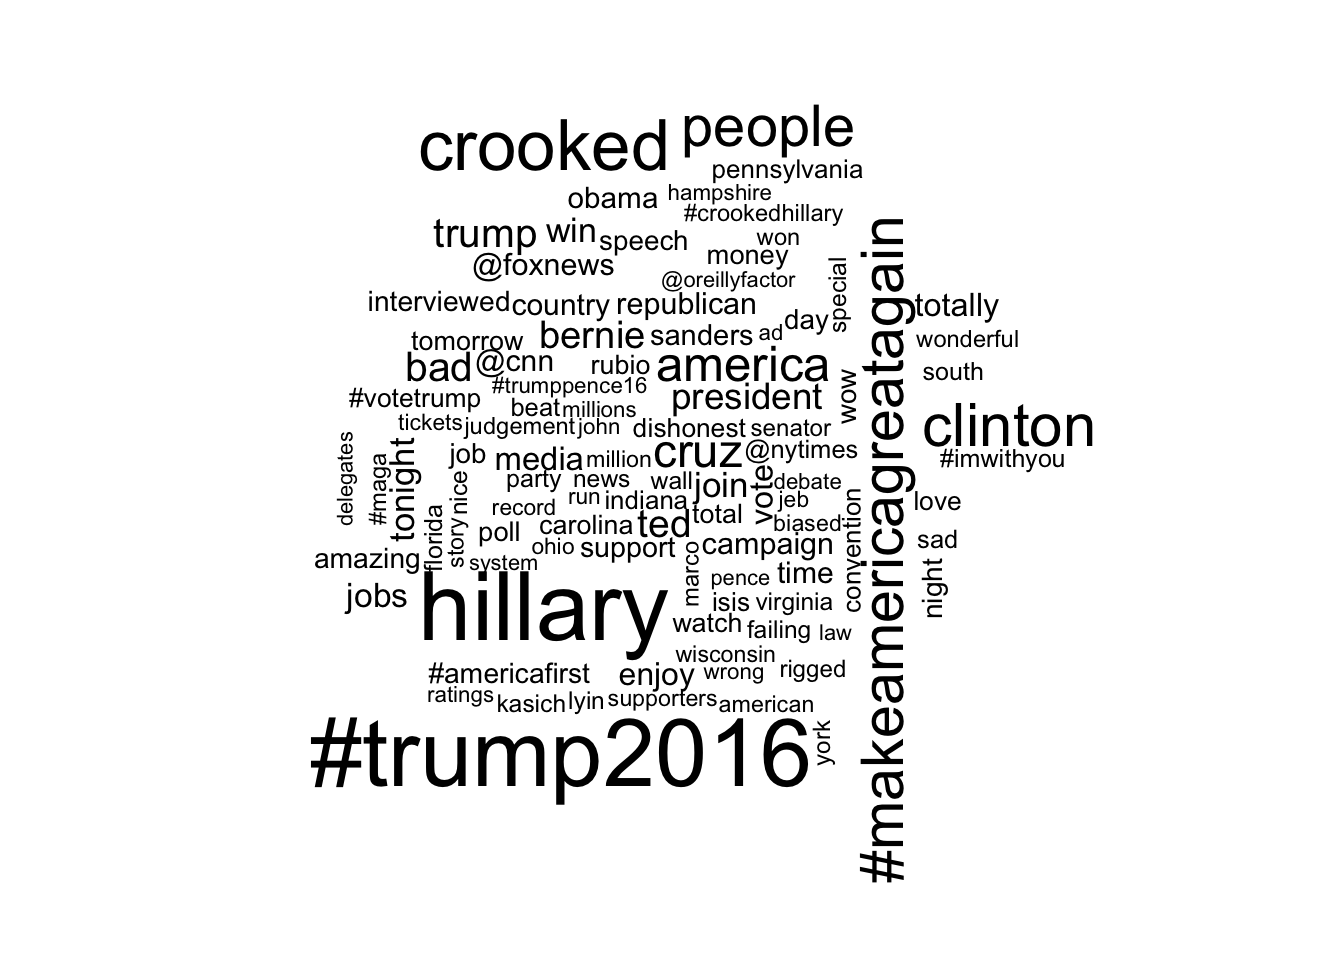 crooked people
pennsylvania
obama hampshire
#crookedhillary
trump win speech won
money
@foxnews
@oreillyfactor
special
interviewed country republican
totally
day
tomorrow bernie sanders ad
wonderful
bad @cnn rubio america
south
#trumppence16
#votetrump
president
wow
beat millions
tickets judgement john dishonest senator
clinton
#makeamericagreatagain
delegates
#maga
tonight
job media million cruz @nytimes
#imwithyou
party news wall join vote debate
nice
record run indiana jeb
love
florida
story
poll carolina ted total biased
convention
sad
amazing
ohio support campaign
system
marco
pence time
night
jobs hillary isis virginia
watch failing law
wisconsin
#americafirst enjoy wrong rigged
ratings kasich lyin supporters american
#trump2016
york